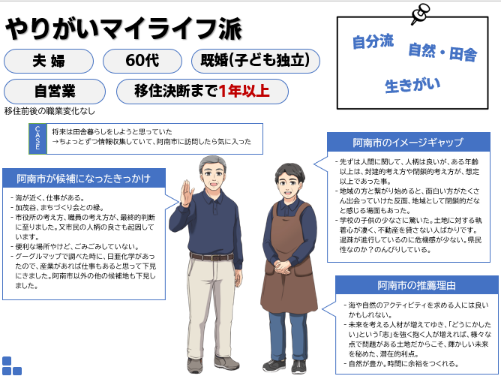 やりがいマイライフ派
自分流
自然・田舎
生きがい
夫 婦
60代
既婚(子ども独立)
自営業
移住決断まで1年以上
移住前後の職業変化なし
CASE
将来は田舎暮らしをしようと思っていた
→ちょっとずつ情報収集していて、阿南市に訪問したら気に入った
阿南市が候補になったきっかけ
・海が近く、仕事がある。
・加茂谷、まちづくり会との縁。
・市役所の考え方、職員の考え方が、最終的判断
に至りました。又市民の人柄の良さも起因して
います。
・便利な場所やけど、ごみごみしていない。
・グーグルマップで調べた時に、日亜化学があっ
たので、産業があれば仕事もあると思って下見
にきました。阿南市以外の他の候補地も下見し
ました。
阿南市のイメージギャップ
・先ずは人間に関して、人柄は良いが、ある年齢
以上は、封建的考え方や閉鎖的考え方が、想定
以上であった事。
・地域の方と繋がり始めると、面白い方がたくさ
ん出会っていけた反面、地域として閉鎖的だな
と感じる場面もあった。
・学校の子供の少なさに驚いた。土地に対する執
着心が凄く、不動産を貸さない人ばかりです。
過疎が進行しているのに危機感が少ない。県民
性なのか？のんびりしている。
阿南市の推薦理由
・海や自然のアクティビティを求める人には良い
かもしれない。
・未来を考える人材が増えてゆき、「どうにかした
い」という「志」を強く抱く人が増えれば、様々な
点で問題がある土地だからこそ、輝かしい未来
を秘めた、潜在的利点。
・自然が豊か。時間に余裕をつくれる。